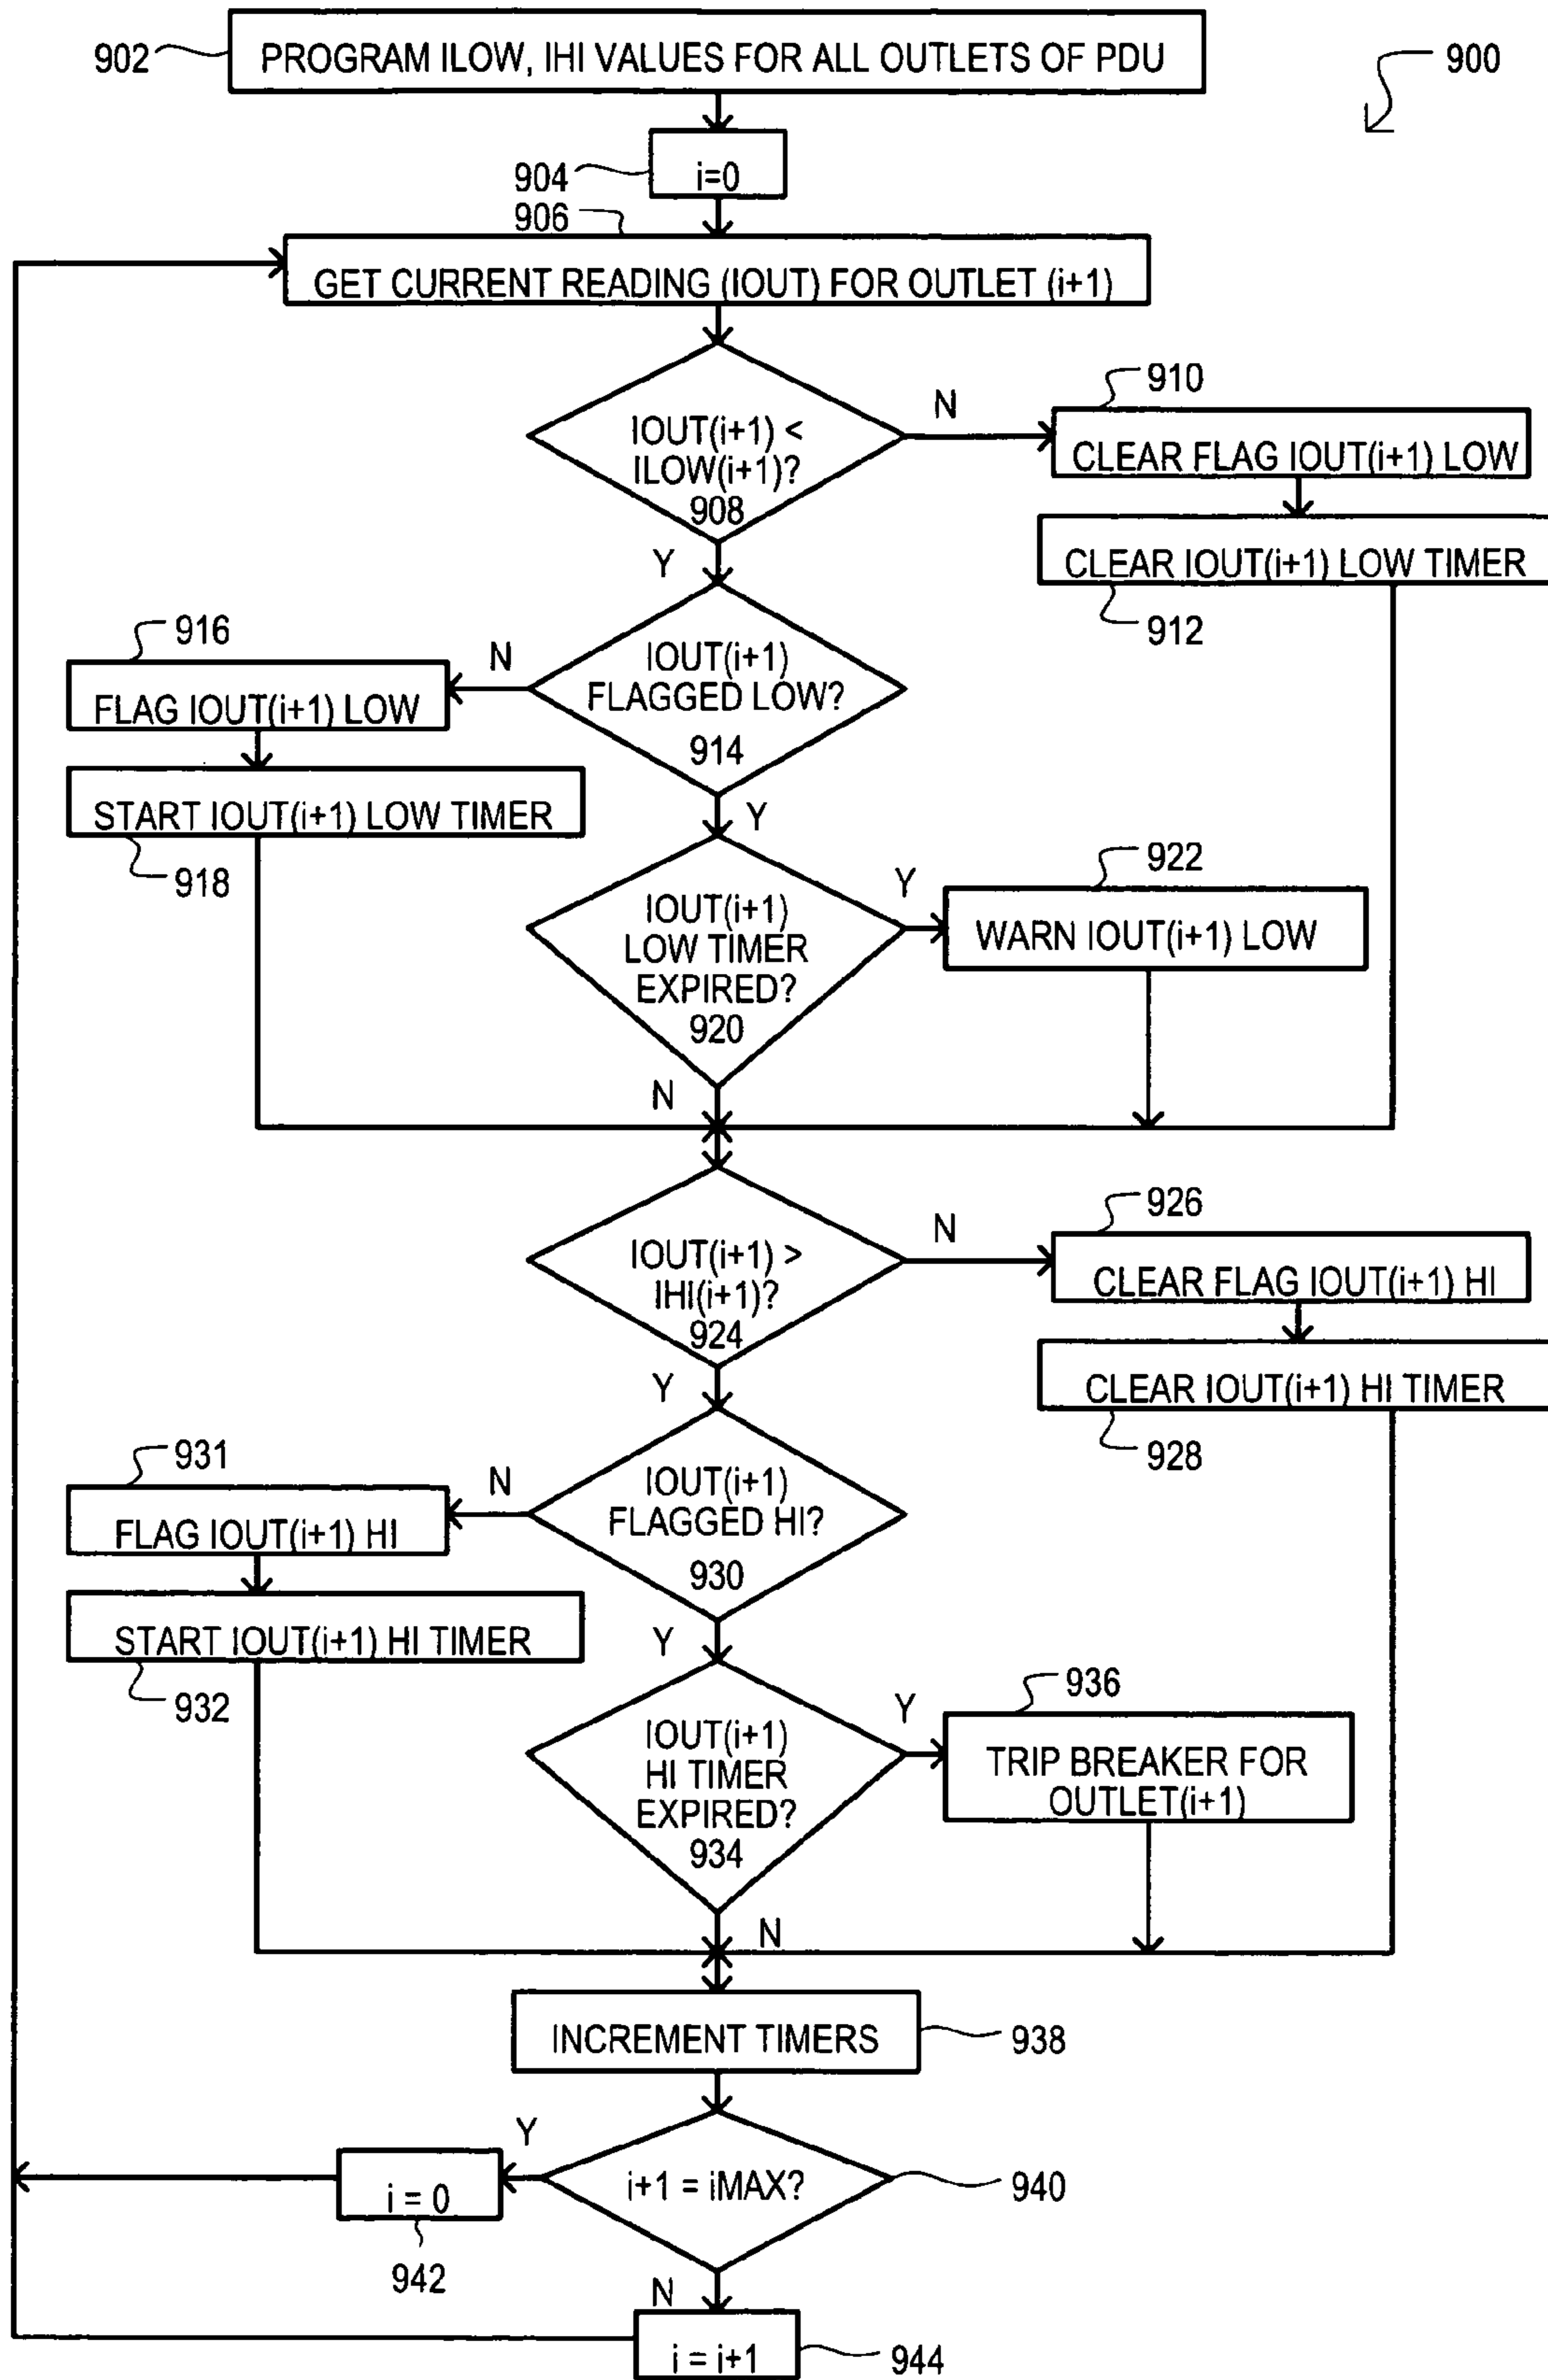 902
PROGRAM ILOW, IHI VALUES FOR ALL OUTLETS OF PDU
900
904
i=0
906
GET CURRENT READING (IOUT) FOR OUTLET (i+1)
IOUT(i+1) <
ILOW(i+1)?
908
N
910
CLEAR FLAG IOUT(i+1) LOW
CLEAR IOUT(i+1) LOW TIMER
912
Y
IOUT(i+1)
FLAGGED LOW?
914
N
916
FLAG IOUT(i+1) LOW
START IOUT(i+1) LOW TIMER
918
Y
IOUT(i+1)
LOW TIMER
EXPIRED?
920
Y
922
WARN IOUT(i+1) LOW
N
IOUT(i+1) >
IHI(i+1)?
924
N
926
CLEAR FLAG IOUT(i+1) HI
CLEAR IOUT(i+1) HI TIMER
928
Y
IOUT(i+1)
FLAGGED HI?
930
N
931
FLAG IOUT(i+1) HI
START IOUT(i+1) HI TIMER
932
Y
IOUT(i+1)
HI TIMER
EXPIRED?
934
Y
936
TRIP BREAKER FOR
OUTLET(i+1)
N
INCREMENT TIMERS
938
i+1 = iMAX?
940
Y
i = 0
942
N
i = i+1
944